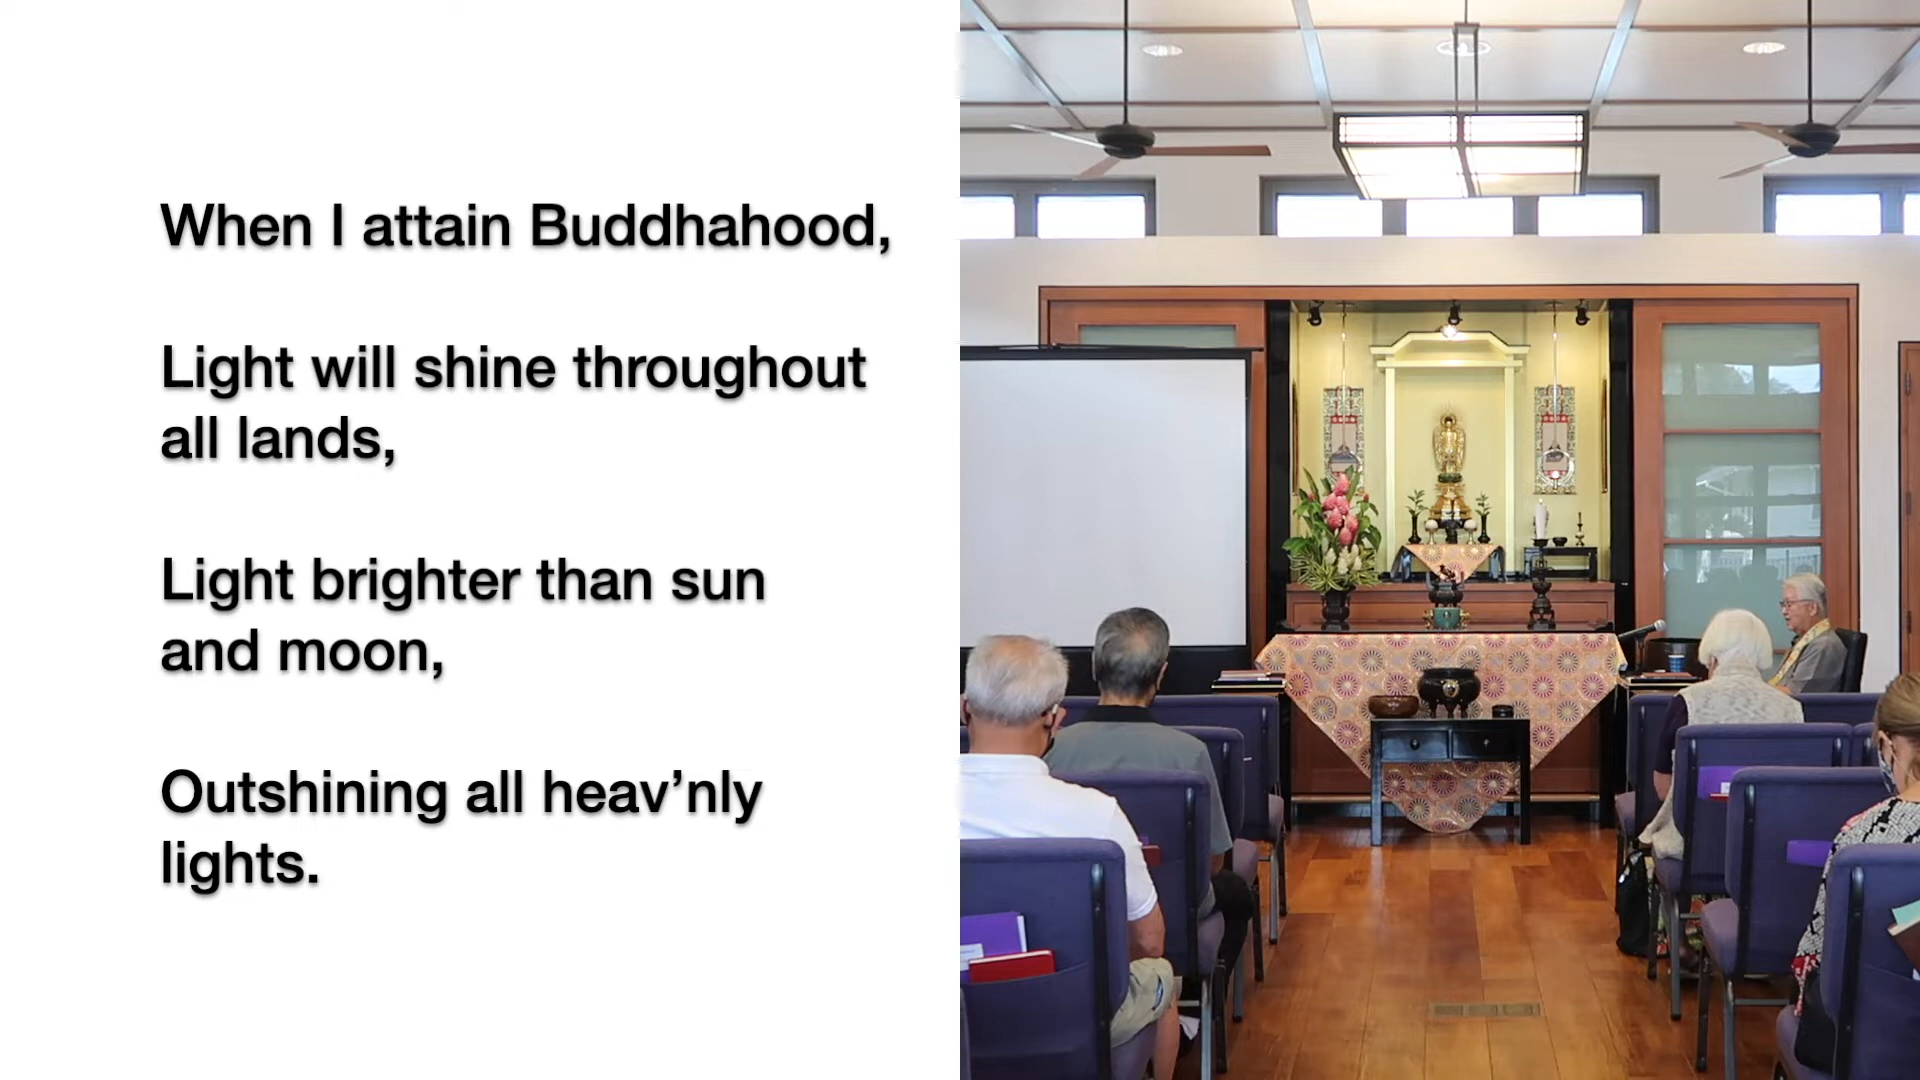 When I attain Buddhahood,
Light will shine throughout
all lands,
Light brighter than sun
and moon,
Outshining all heav’nly
lights.